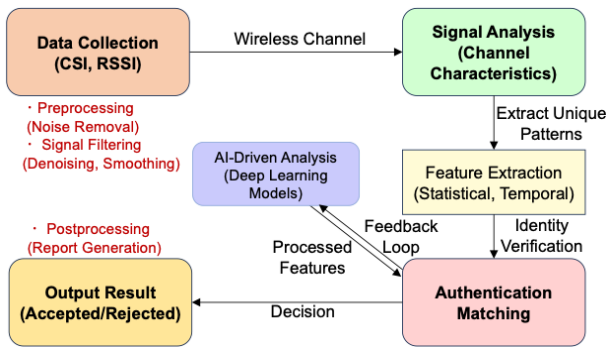 Data Collection
(CSI, RSSI)
Wireless Channel
Signal Analysis
(Channel
Characteristics)
・Preprocessing
(Noise Removal)
・Signal Filtering
(Denoising, Smoothing)
Extract Unique
Patterns
AI-Driven Analysis
(Deep Learning
Models)
Feature Extraction
(Statistical, Temporal)
・Postprocessing
(Report Generation)
Feedback
Loop
Processed
Features
Identity
Verification
Output Result
(Accepted/Rejected)
Decision
Authentication
Matching